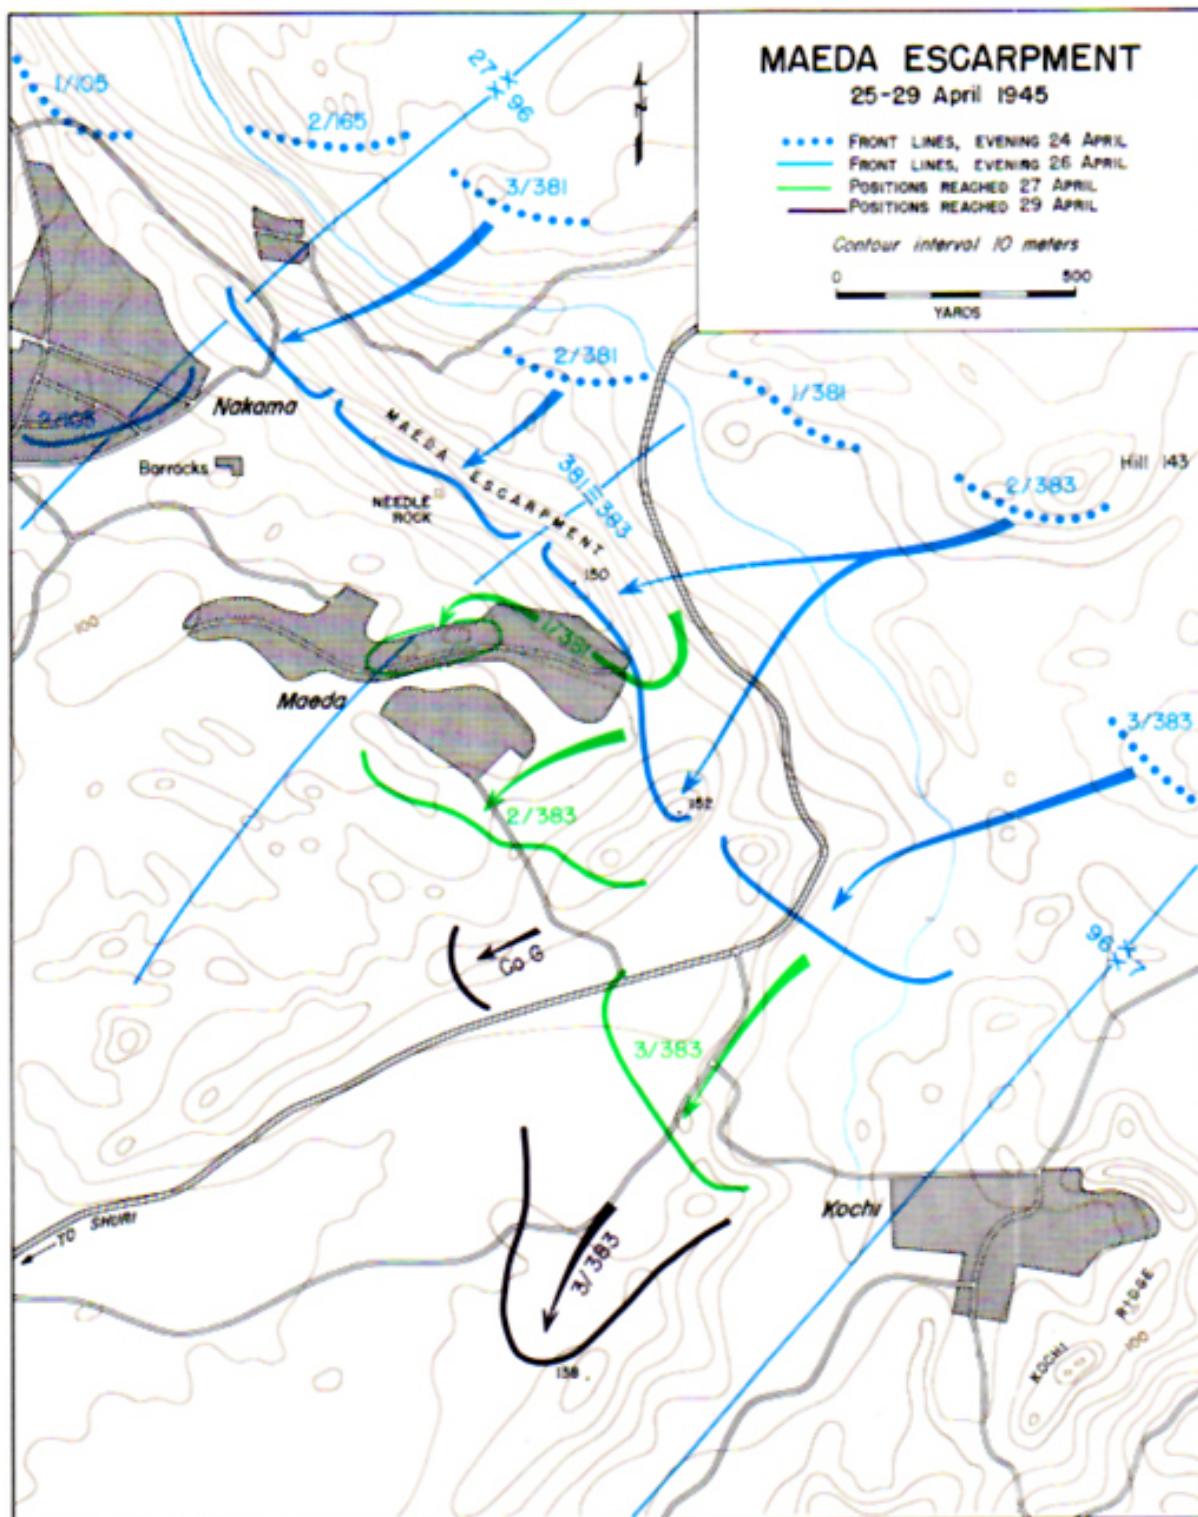 MAEDA ESCARPMENT
25-29 April 1945
FRONT LINES, EVENING 24 APRIL
FRONT LINES, EVENING 26 APRIL
POSITIONS REACHED 27 APRIL
POSITIONS REACHED 29 APRIL
Contour interval 10 meters
0 500
YARDS
1/105
2/165
27 XX 96
N
3/381
2/381
1/381
Nakama
2/105
Barracks
NEEDLE ROCK
MAEDA ESCARPMENT
381 383
Hill 143
2/383
150
100
1/381
Maeda
3/383
2/383
152
Co G
96 XX 7
3/383
TO SHURI
3/383
138
Kochi
KOCHI RIDGE
100